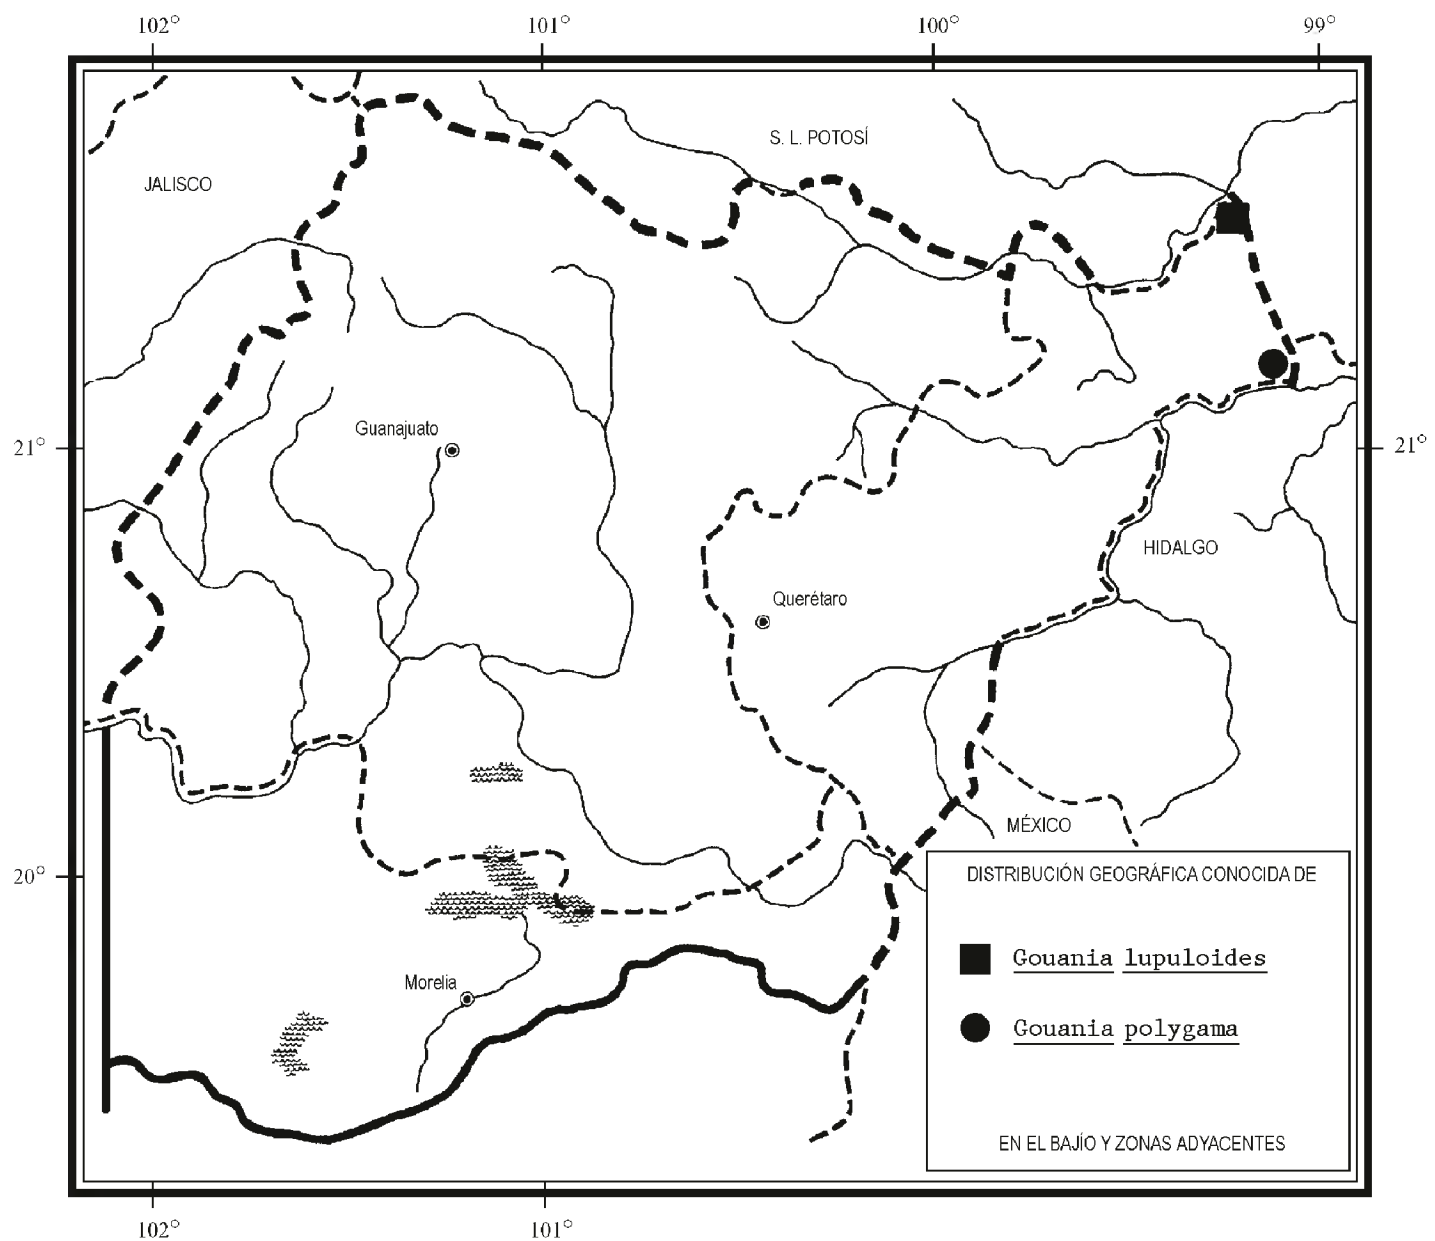 102° 101° 100° 99°
S. L. POTOSÍ
JALISCO
Guanajuato
21° 21°
HIDALGO
Querétaro
MÉXICO
20°
DISTRIBUCIÓN GEOGRÁFICA CONOCIDA DE
Gouania lupuloides
Morelia
Gouania polygama
EN EL BAJÍO Y ZONAS ADYACENTES
102° 101°